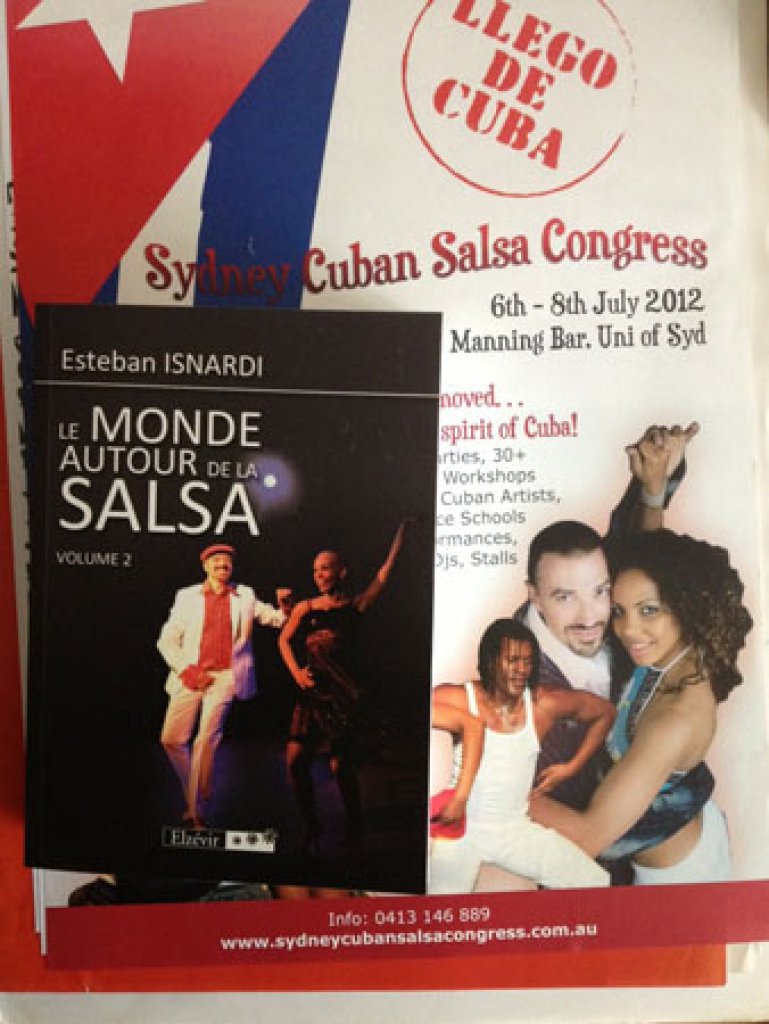 LLEGO
DE
CUBA
Sydney Cuban Salsa Congress
6th - 8th July 2012
Manning Bar, Uni of Syd
moved. . .
spirit of Cuba!
rties, 30+
Workshops
Cuban Artists,
ce Schools
rmances,
Djs, Stalls
Esteban ISNARDI
LE MONDE
AUTOUR DE LA
SALSA
VOLUME 2
Elzévir
Info: 0413 146 889
www.sydneycubansalsacongress.com.au